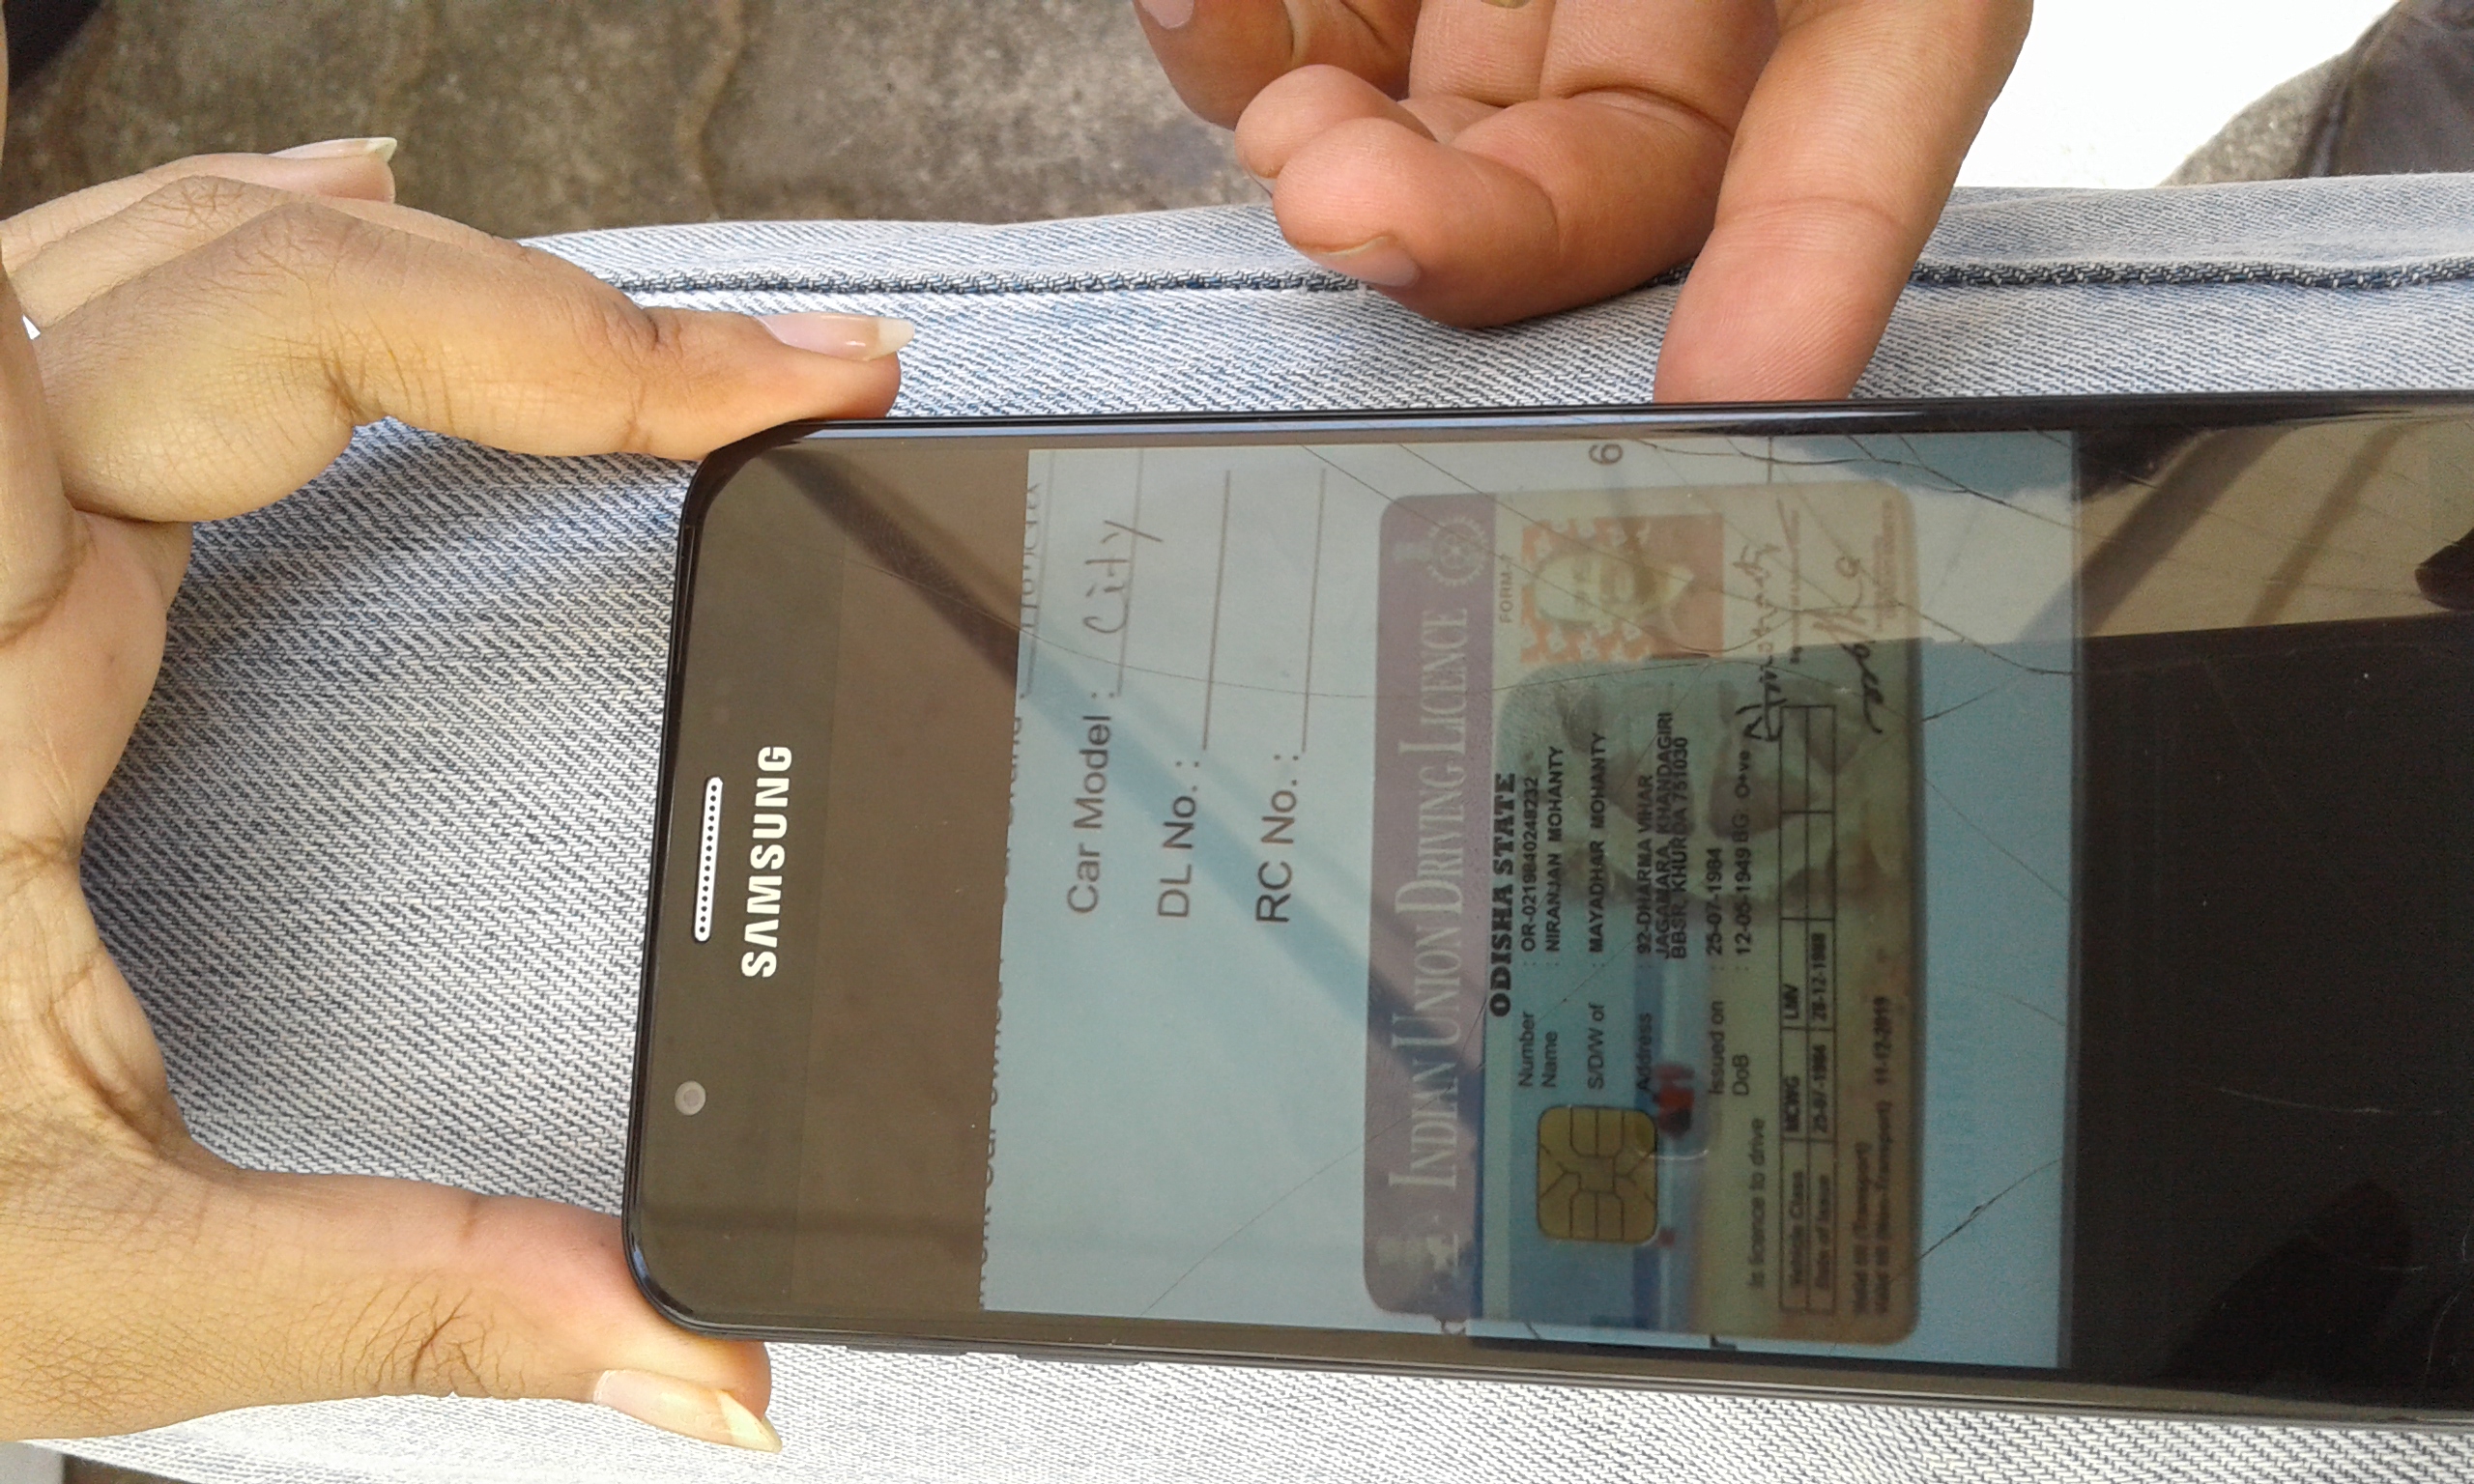 SAMSUNG
Car Model : City
DL No. :
RC No. :
INDIAN UNION DRIVING LICENCE
ODISHA STATE
FORM-7
Number : OR-0219840248232
Name : NIRANJAN MOHANTY
S/D/W of : MAYADHAR MOHANTY
6
Address : 92-DHARMA VIHAR
JAGAMARA, KHANDAGIRI
BBSR, KHURDA 751030
Issued on : 25-07-1984
DoB : 12-05-1949 BG: O+ve
Is licence to drive
Vehicle Class MCWG LMV
Date of Issue 25-07-1984 28-12-1988
Valid till (Transport)
Valid till (Non-Transport) 11-12-2019